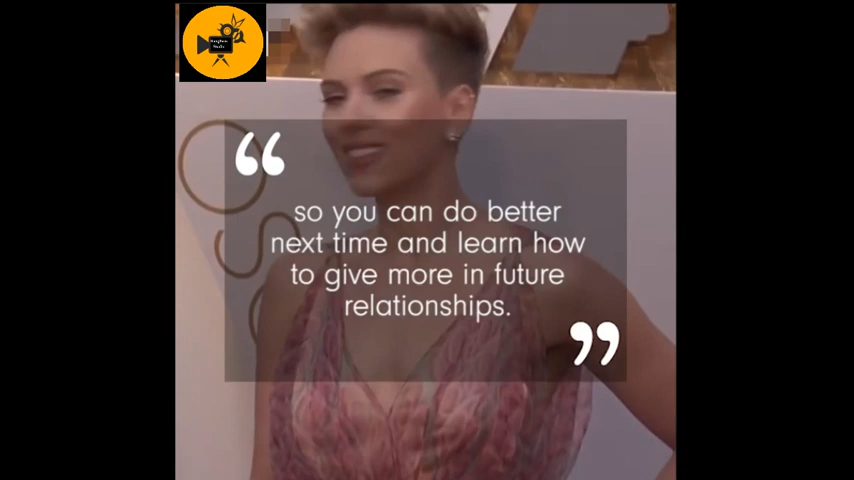 “
so you can do better
next time and learn how
to give more in future
relationships.
”